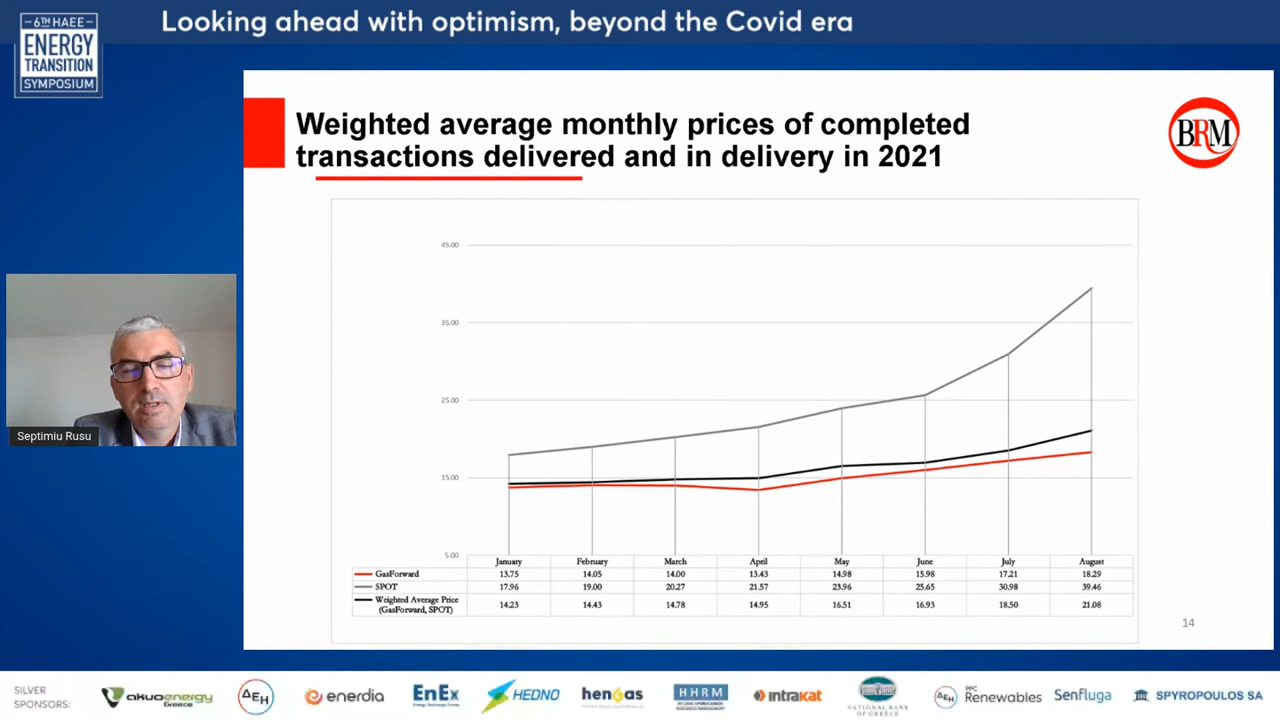 6TH HAEE
ENERGY
TRANSITION
SYMPOSIUM
Looking ahead with optimism, beyond the Covid era
Weighted average monthly prices of completed
transactions delivered and in delivery in 2021
BRM
45.00
35.00
25.00
15.00
5.00
January February March April May June July August
GasForward 13.75 14.05 14.00 13.43 14.98 15.98 17.21 18.29
SPOT 17.96 19.00 20.27 21.57 23.96 25.65 30.98 39.46
Weighted Average Price
(GasForward, SPOT) 14.23 14.43 14.78 14.95 16.51 16.93 18.50 21.08
14
Septimiu Rusu
SILVER
SPONSORS:
akuoenergy
Greece
ΔEH
enerdia
EnEx
HEDNO
hengas
HHRM
intrakat
NATIONAL BANK
OF GREECE
ΔEH
PPC
Renewables
Senfluga
SPYROPOULOS SA